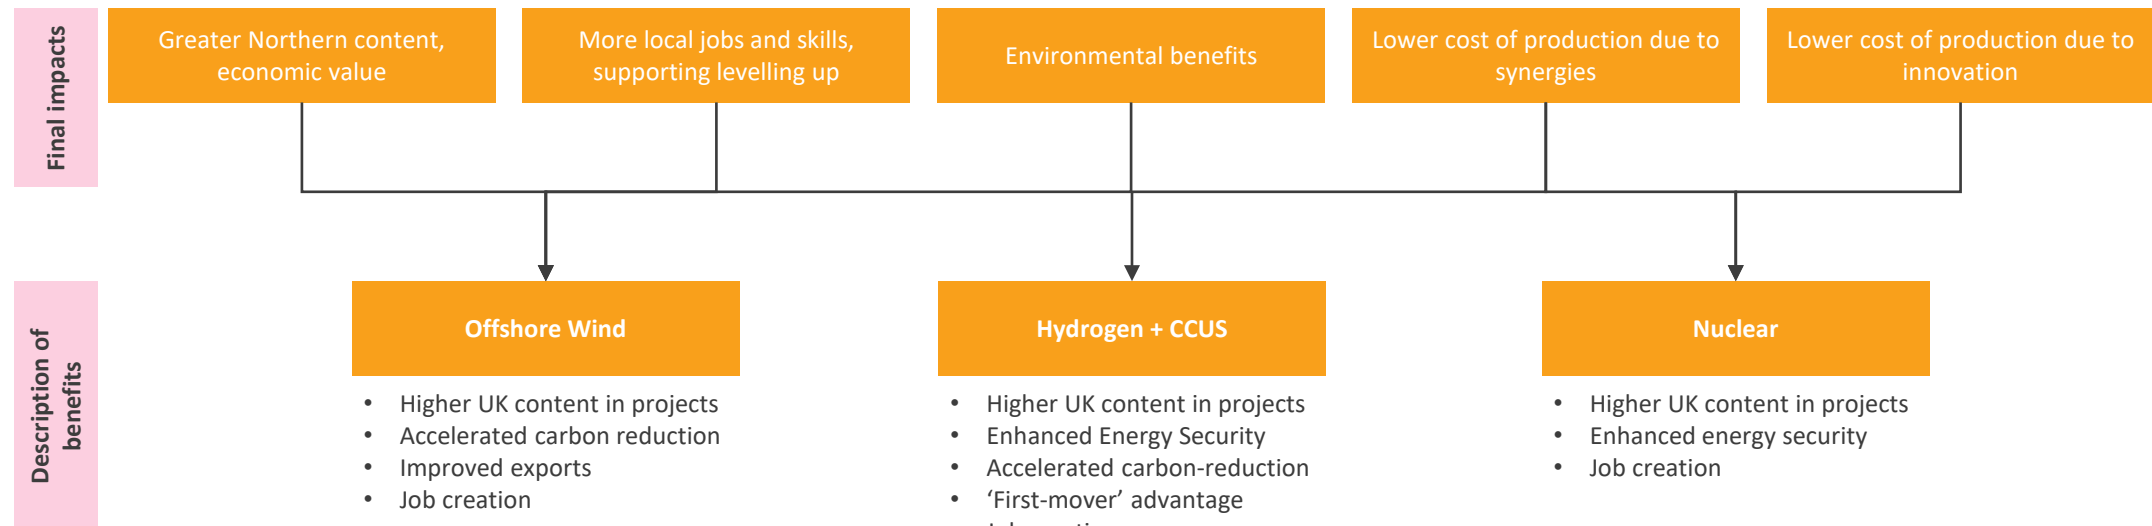 Final impacts
Greater Northern content,
economic value
More local jobs and skills,
supporting levelling up
Environmental benefits
Lower cost of production due to
synergies
Lower cost of production due to
innovation
Description of
benefits
Offshore Wind
• Higher UK content in projects
• Accelerated carbon reduction
• Improved exports
• Job creation
Hydrogen + CCUS
• Higher UK content in projects
• Enhanced Energy Security
• Accelerated carbon-reduction
• ‘First-mover’ advantage
Nuclear
• Higher UK content in projects
• Enhanced energy security
• Job creation